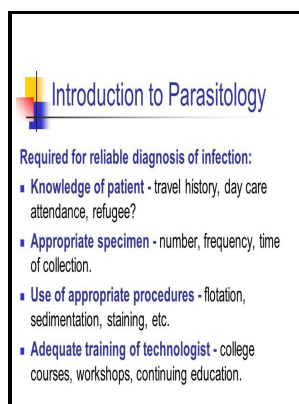 Introduction to Parasitology
Required for reliable diagnosis of infection:
Knowledge of patient - travel history, day care
attendance, refugee?
Appropriate specimen - number, frequency, time
of collection.
Use of appropriate procedures - flotation,
sedimentation, staining, etc.
Adequate training of technologist - college
courses, workshops, continuing education.